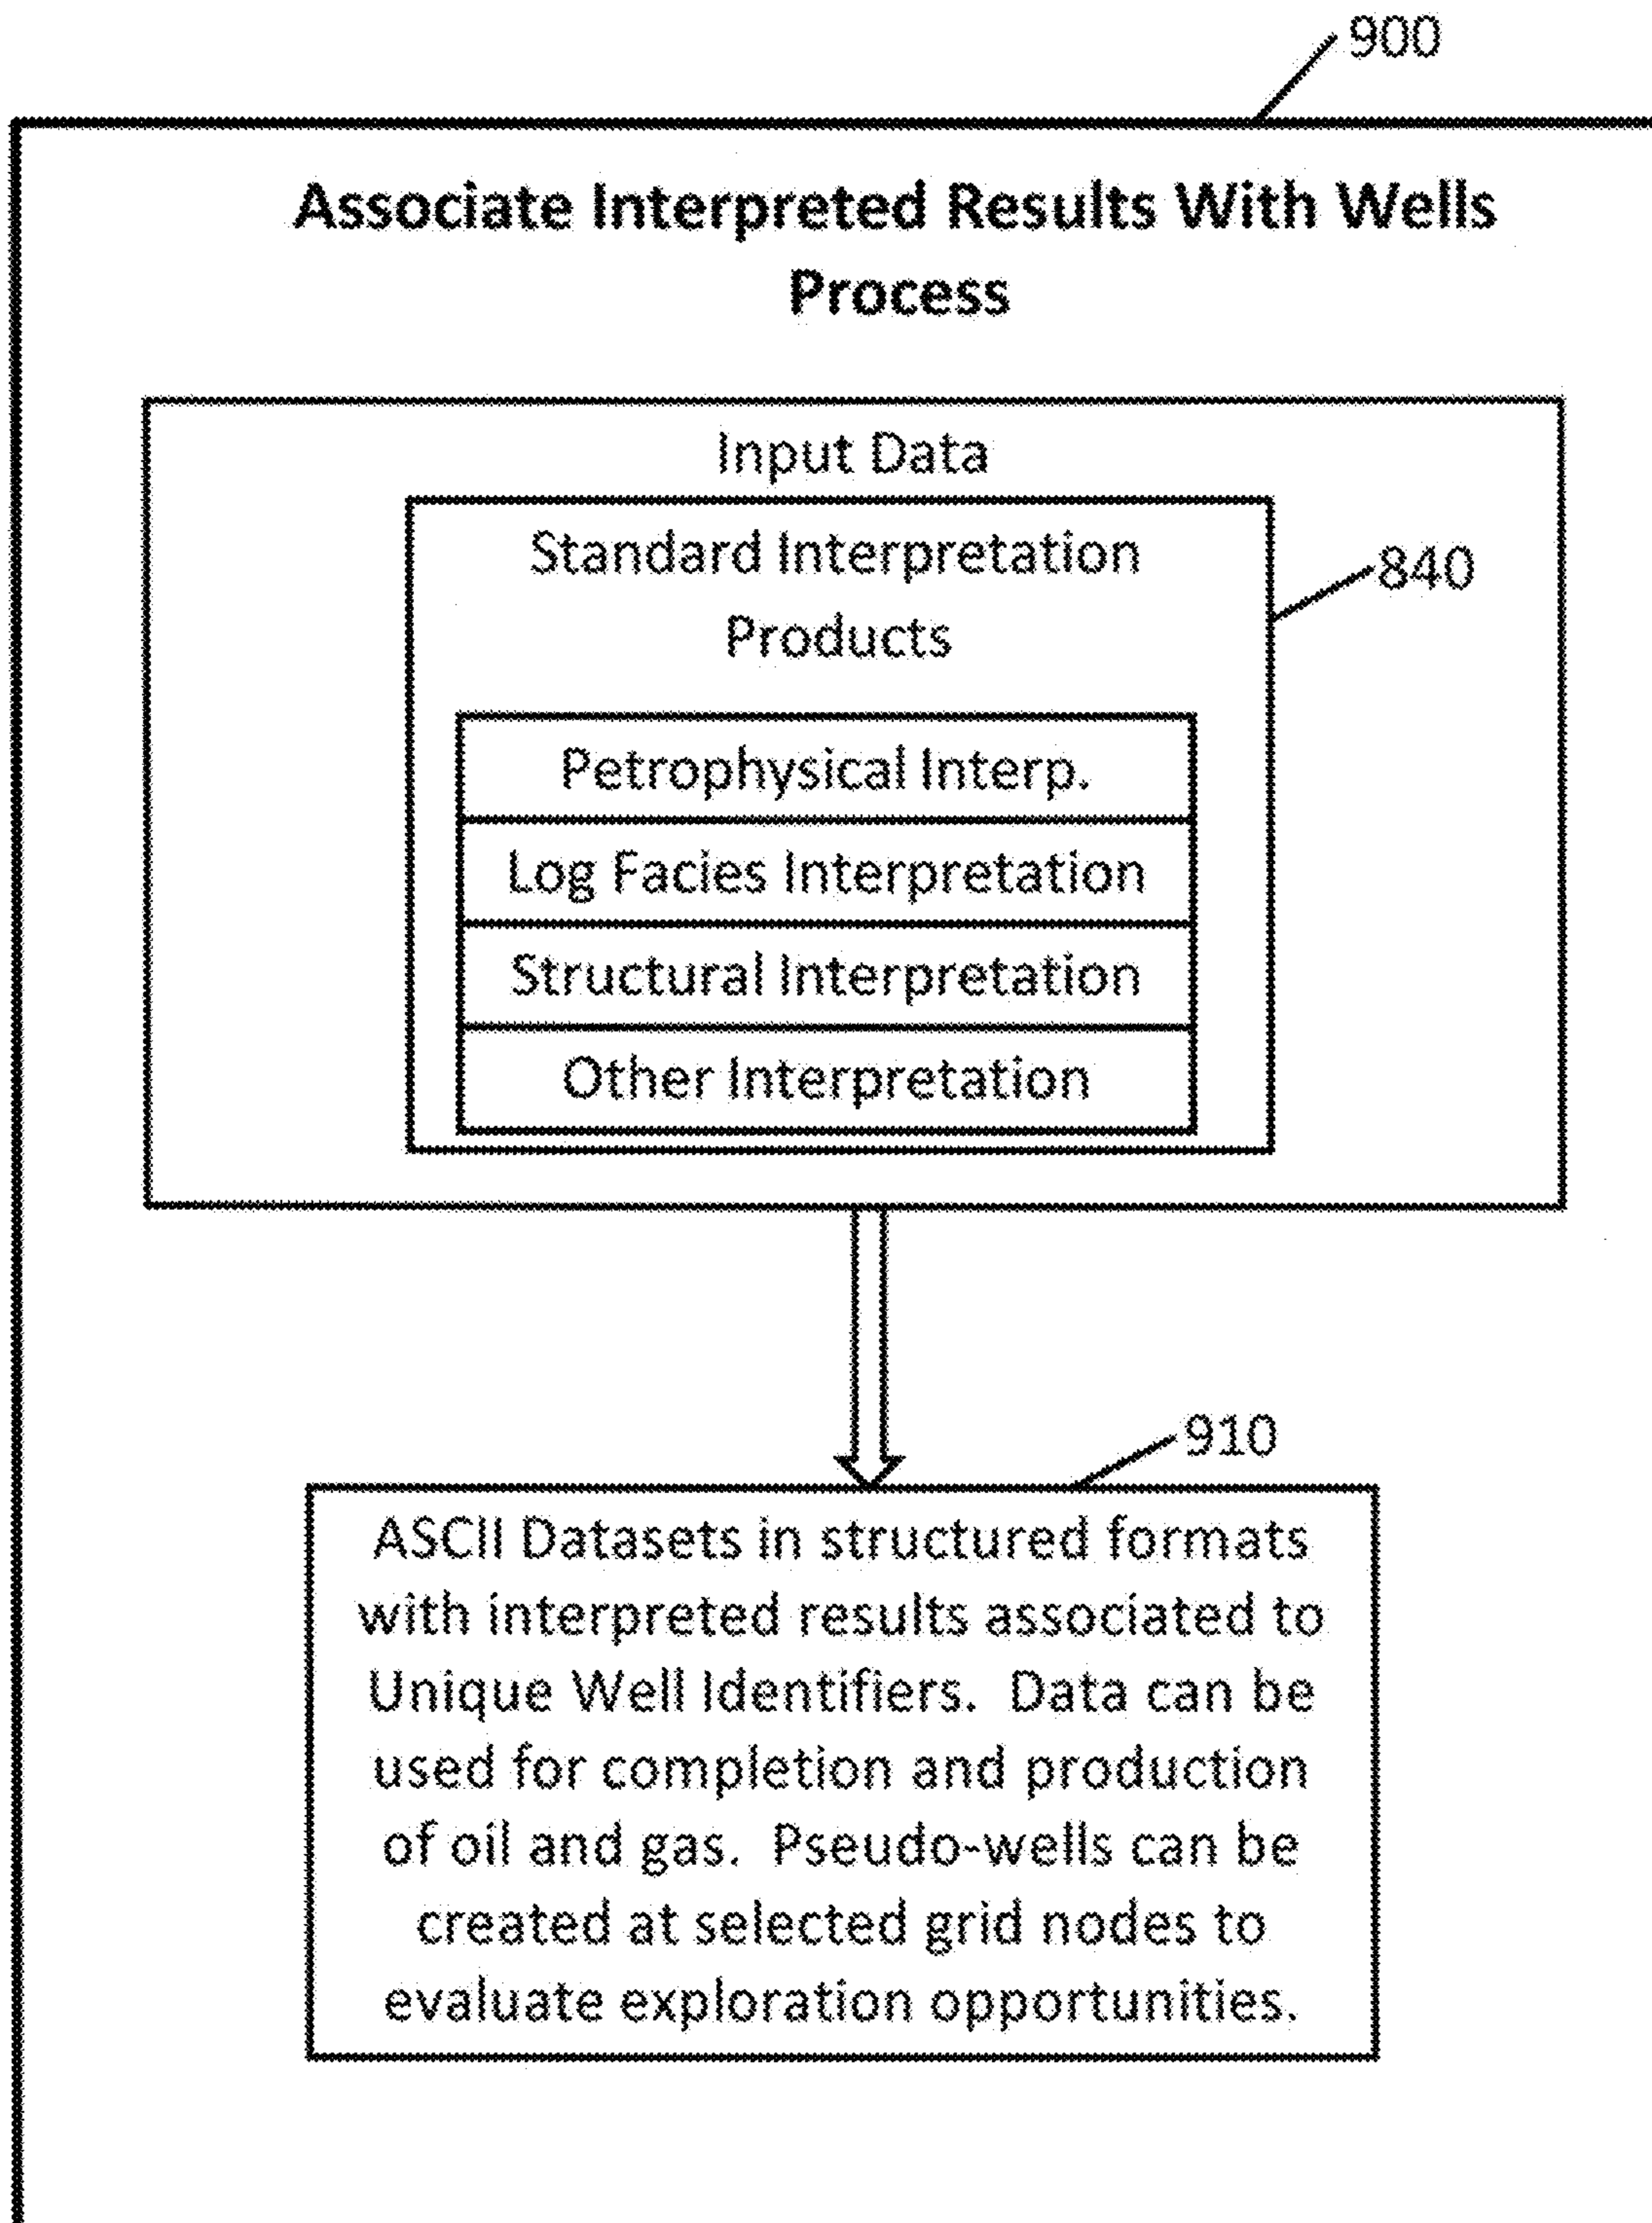 900
Associate Interpreted Results With Wells
Process
Input Data
Standard Interpretation
840
Products
Petrophysical Interp.
Log Facies Interpretation
Structural Interpretation
Other Interpretation
910
ASCII Datasets in structured formats
with interpreted results associated to
Unique Well Identifiers.  Data can be
used for completion and production
of oil and gas.  Pseudo-wells can be
created at selected grid nodes to
evaluate exploration opportunities.